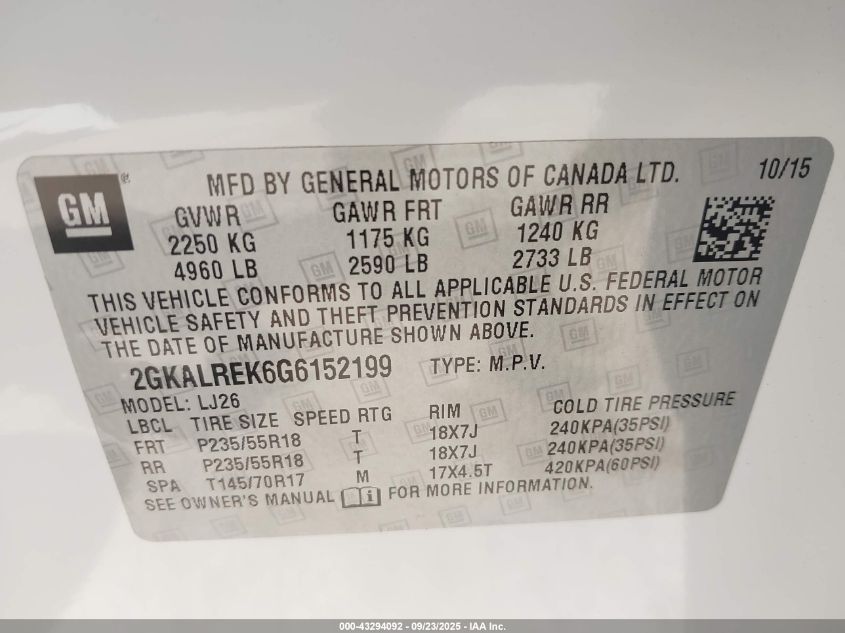 GM ®
MFD BY GENERAL MOTORS OF CANADA LTD. 10/15
GVWR GAWR FRT GAWR RR
2250 KG 1175 KG 1240 KG
4960 LB 2590 LB 2733 LB
THIS VEHICLE CONFORMS TO ALL APPLICABLE U.S. FEDERAL MOTOR
VEHICLE SAFETY AND THEFT PREVENTION STANDARDS IN EFFECT ON
THE DATE OF MANUFACTURE SHOWN ABOVE.
2GKALREK6G6152199 TYPE: M.P.V.
MODEL: LJ26
LBCL TIRE SIZE SPEED RTG RIM COLD TIRE PRESSURE
FRT P235/55R18 T 18X7J 240KPA(35PSI)
RR P235/55R18 T 18X7J 240KPA(35PSI)
SPA T145/70R17 M 17X4.5T 420KPA(60PSI)
SEE OWNER'S MANUAL FOR MORE INFORMATION.
000-43294092 - 09/23/2025 - IAA Inc.